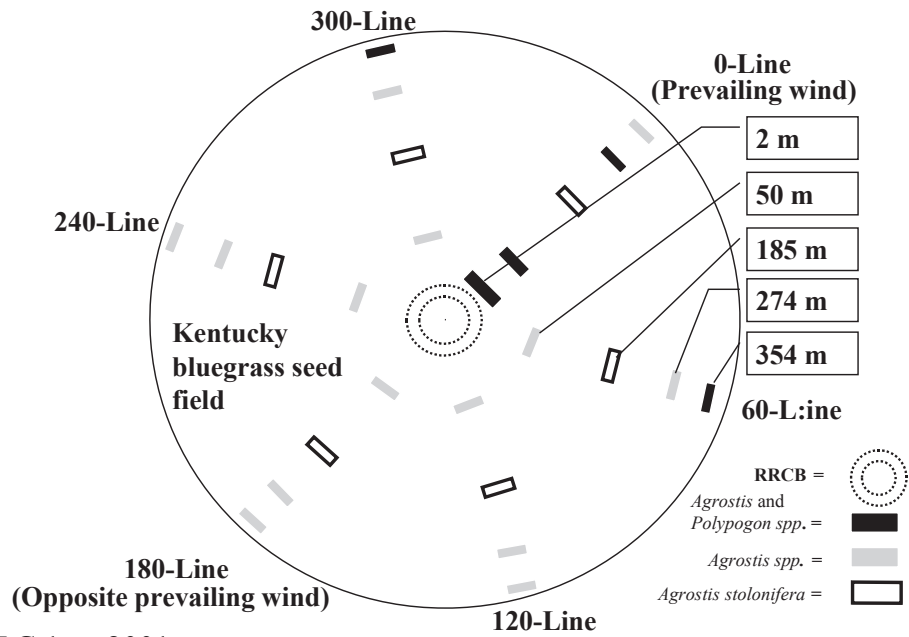 300-Line
0-Line
(Prevailing wind)
2 m
50 m
185 m
274 m
354 m
240-Line
Kentucky
bluegrass seed
field
60-L:ine
RRCB =
Agrostis and
Polypogon spp. =
Agrostis spp. =
Agrostis stolonifera =
180-Line
(Opposite prevailing wind)
120-Line